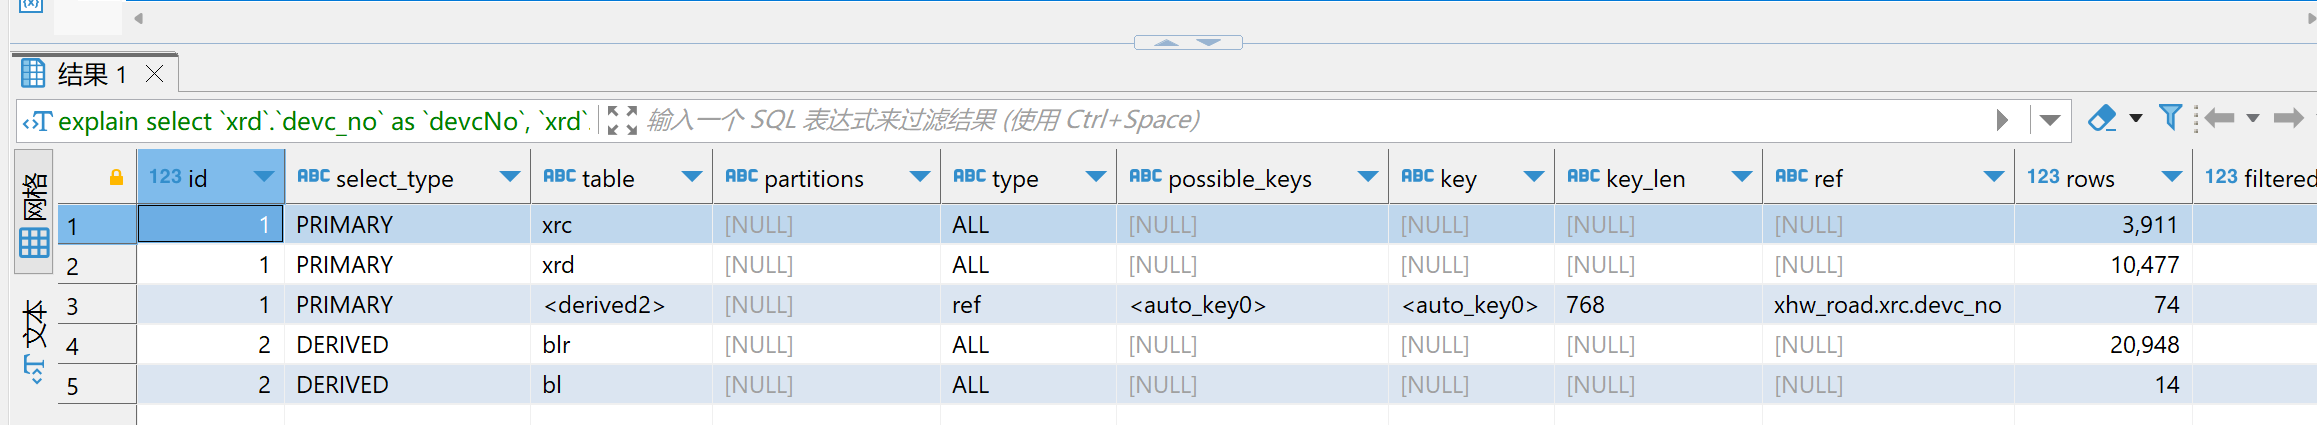 结果 1
explain select `xrd`.`devc_no` as `devcNo`, `xrd`. 输入一个 SQL 表达式来过滤结果 (使用 Ctrl+Space)
网格
文本
123 id ABC select_type ABC table ABC partitions ABC type ABC possible_keys ABC key ABC key_len ABC ref 123 rows 123 filtered
1 1 PRIMARY xrc [NULL] ALL [NULL] [NULL] [NULL] [NULL] 3,911
2 1 PRIMARY xrd [NULL] ALL [NULL] [NULL] [NULL] [NULL] 10,477
3 1 PRIMARY <derived2> [NULL] ref <auto_key0> <auto_key0> 768 xhw_road.xrc.devc_no 74
4 2 DERIVED blr [NULL] ALL [NULL] [NULL] [NULL] [NULL] 20,948
5 2 DERIVED bl [NULL] ALL [NULL] [NULL] [NULL] [NULL] 14